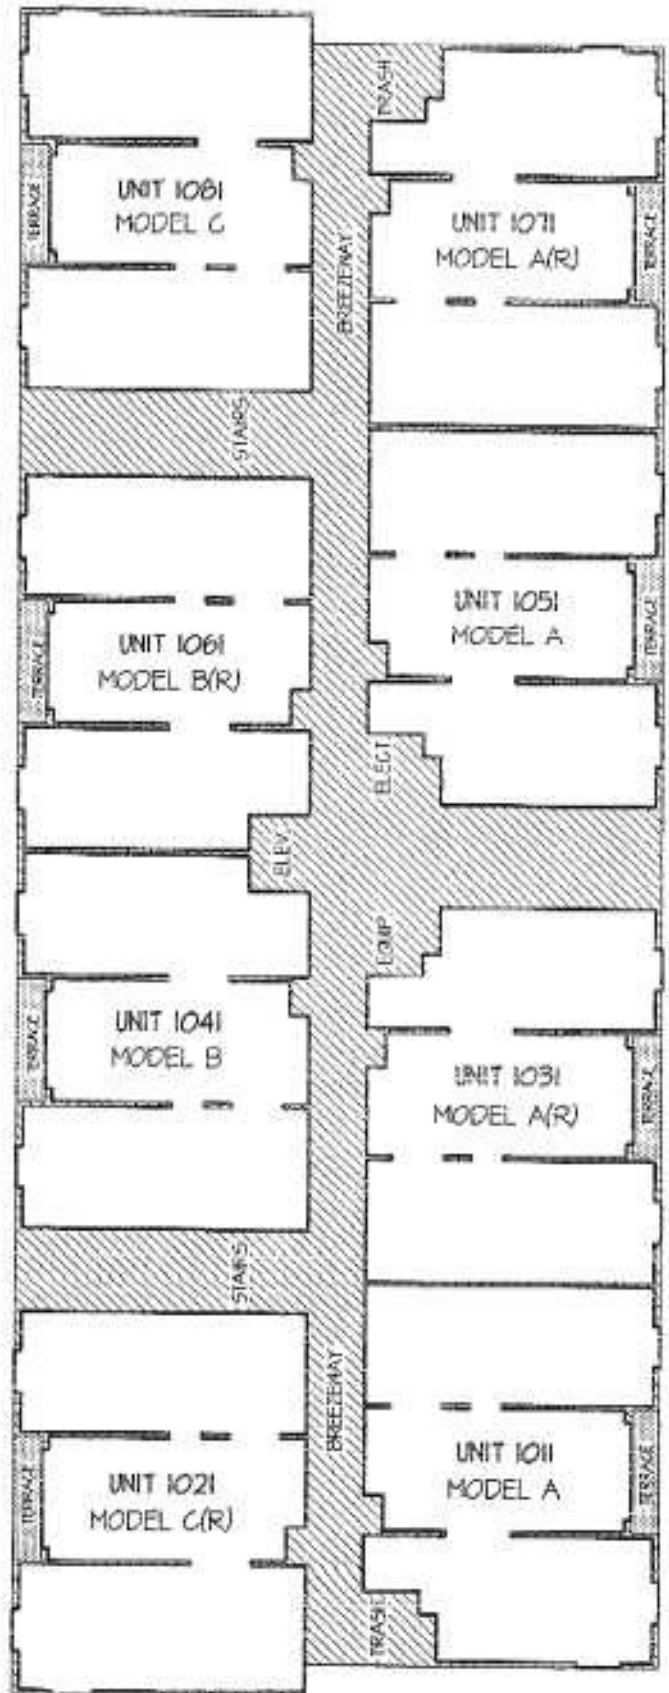 TRASH
UNIT 1081
MODEL C
TERRACE
UNIT 1071
MODEL A(R)
TERRACE
BREEZEWAY
STAIRS
UNIT 1051
MODEL A
TERRACE
UNIT 1061
MODEL B(R)
TERRACE
ELECT
ELEV.
EQUIP
UNIT 1041
MODEL B
TERRACE
UNIT 1031
MODEL A(R)
TERRACE
STAIRS
BREEZEWAY
UNIT 1011
MODEL A
TERRACE
UNIT 1021
MODEL C(R)
TERRACE
TRASH